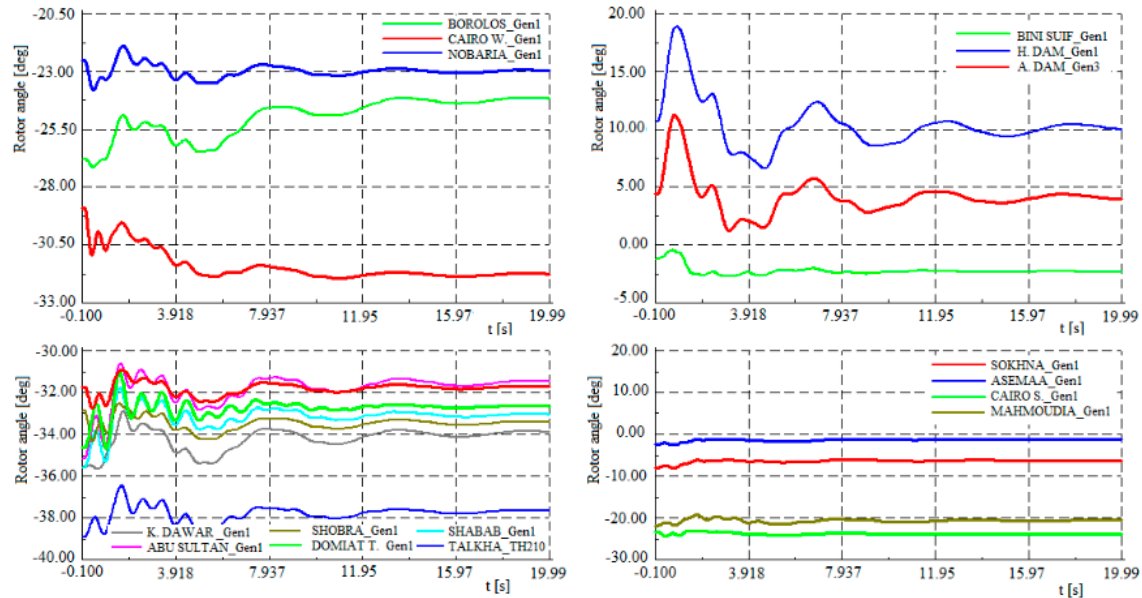 -20.50
-23.00
-25.50
-28.00
-30.50
-33.00
Rotor angle [deg]
BOROLOS_Gen1
CAIRO W._Gen1
NOBARIA_Gen1
-0.100 3.918 7.937 11.95 15.97 19.99
t [s]
20.00
15.00
10.00
5.00
0.00
-5.00
Rotor angle [deg]
BINI SUIF_Gen1
H. DAM_Gen1
A. DAM_Gen3
-0.100 3.918 7.937 11.95 15.97 19.99
t [s]
-30.00
-32.00
-34.00
-36.00
-38.00
-40.00
Rotor angle [deg]
K. DAWAR_Gen1 SHOBRA_Gen1 SHABAB_Gen1
ABU SULTAN_Gen1 DOMIAT T. Gen1 TALKHA_TH210
-0.100 3.918 7.937 11.95 15.97 19.99
t [s]
20.00
10.00
0.00
-10.00
-20.00
-30.00
Rotor angle [deg]
SOKHNA_Gen1
ASEMAA_Gen1
CAIRO S._Gen1
MAHMOUDIA_Gen1
-0.100 3.918 7.937 11.95 15.97 19.99
t [s]